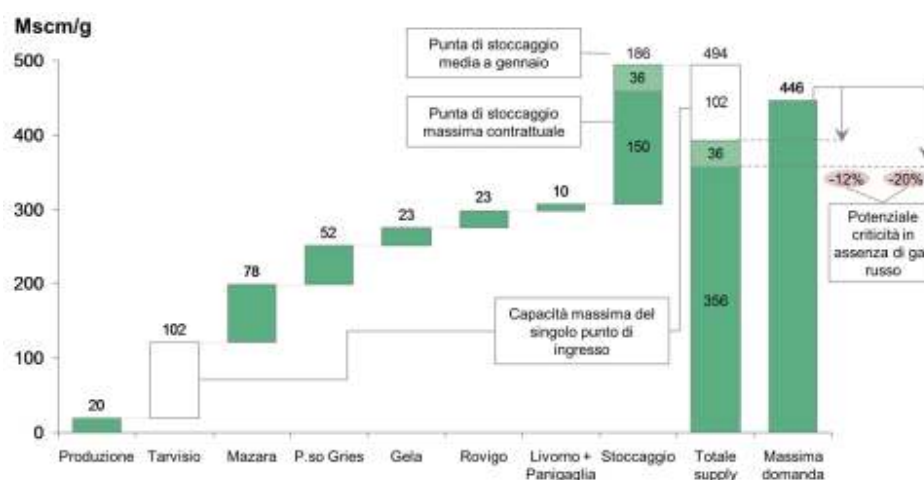 Mscm/g
500
400
300
200
100
0
20
102
78
52
23
23
10
186
36
150
494
102
36
356
446
Punta di stoccaggio
media a gennaio
Punta di stoccaggio
massima contrattuale
Capacità massima del
singolo punto di
ingresso
-12%
-20%
Potenziale
criticità in
assenza di ga
russo
Produzione
Tarvisio
Mazara
P.so Gries
Gela
Rovigo
Livorno +
Panigaglia
Stoccaggio
Totale
supply
Massima
domanda